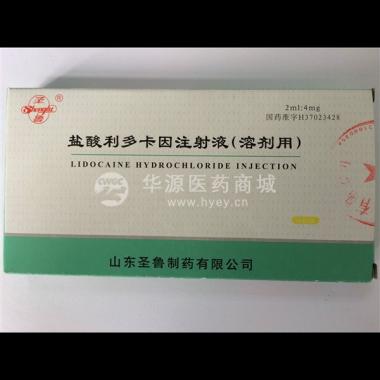 圣鲁
Shenglu
®
2ml:4mg
国药准字H37023428
盐酸利多卡因注射液(溶剂用)
LIDOCAINE HYDROCHLORIDE INJECTION
华源医药商城
www.hyey.cn
山东圣鲁制药有限公司